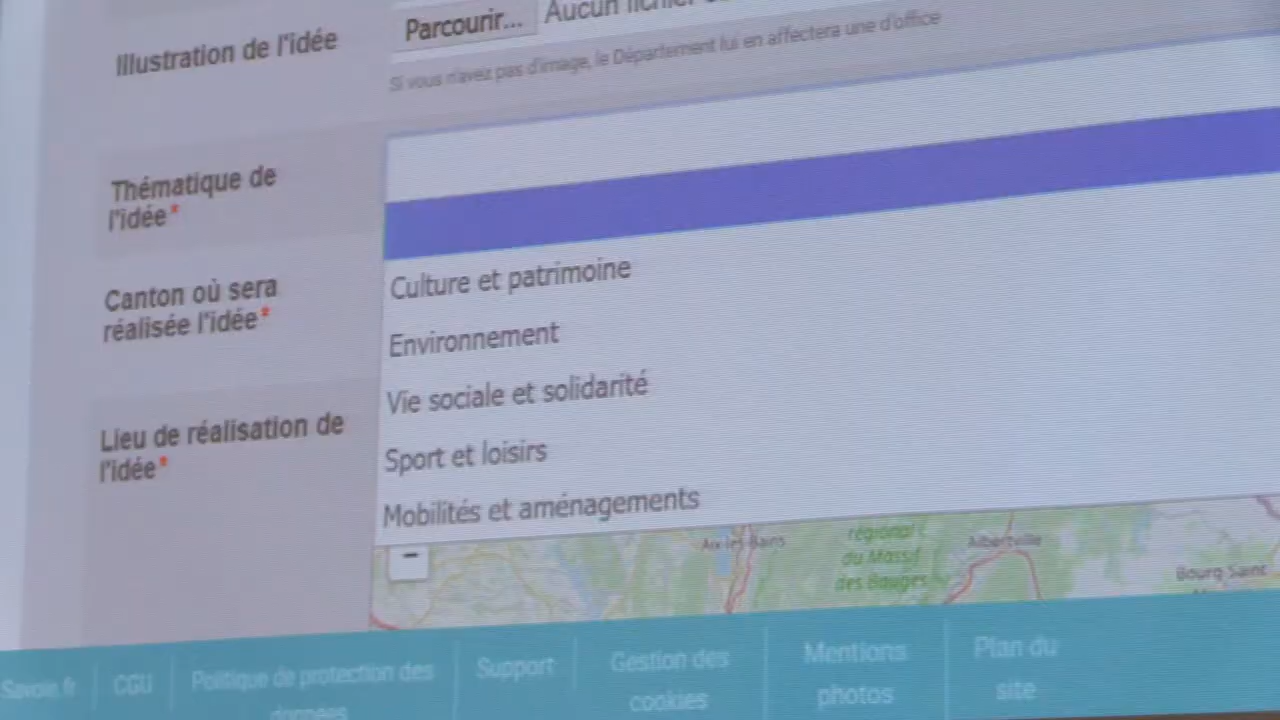 Illustration de l'idée
Parcourir... Aucun fichier
Si vous n'avez pas d'image, le Département lui en affectera une d'office
Thématique de
l'idée*
Canton où sera
réalisée l'idée*
Lieu de réalisation de
l'idée*
Culture et patrimoine
Environnement
Vie sociale et solidarité
Sport et loisirs
Mobilités et aménagements
−
Aix-les-Bains
régional
du Massif
des Bauges
Albertville
Bourg-Saint-
Savoie.fr
CGU
Politique de protection des
données
Support
Gestion des
cookies
Mentions
photos
Plan du
site